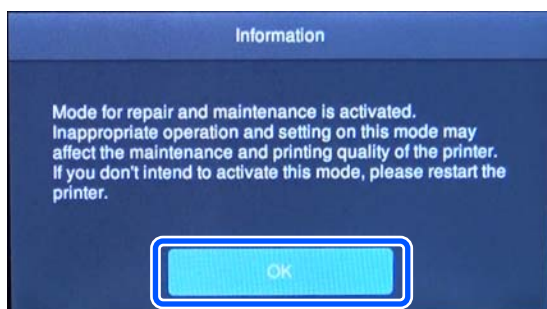 Information
Mode for repair and maintenance is activated.
Inappropriate operation and setting on this mode may
affect the maintenance and printing quality of the printer.
If you don't intend to activate this mode, please restart the
printer.
OK